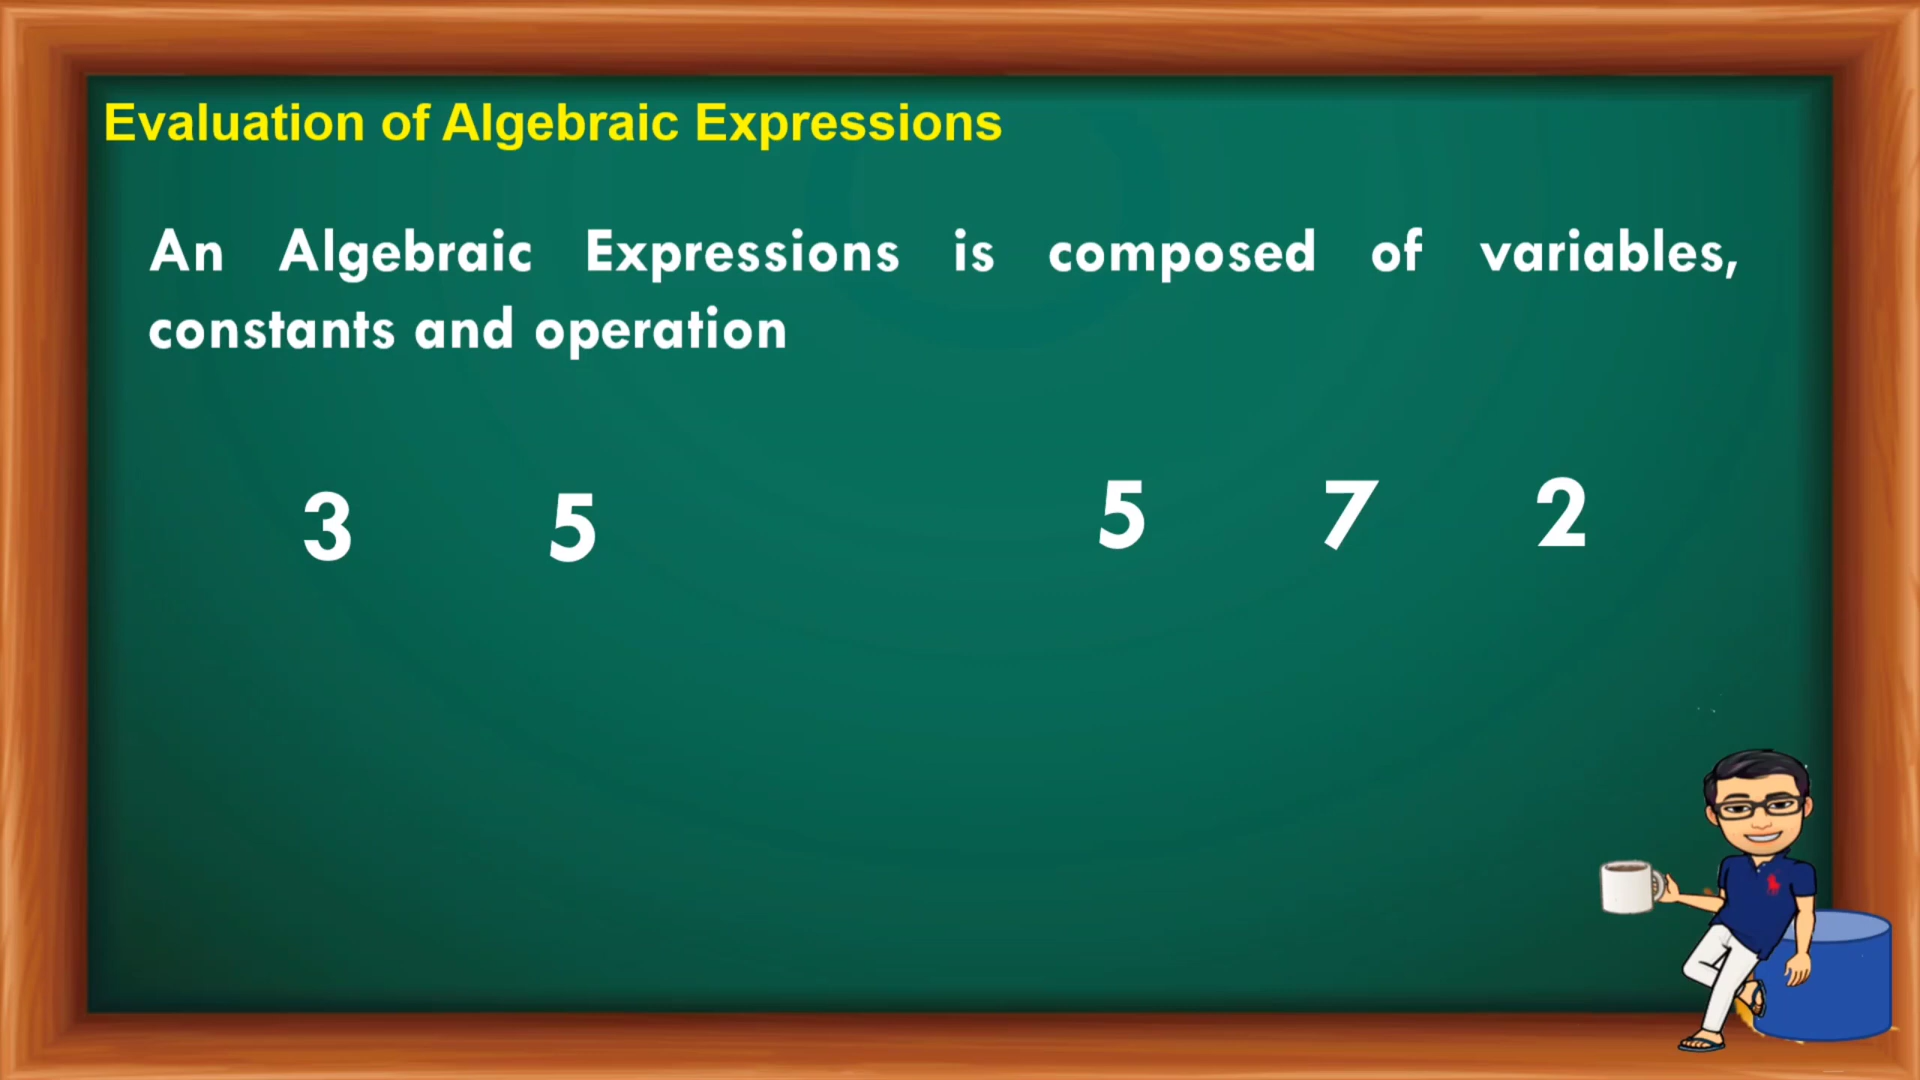 Evaluation of Algebraic Expressions
An Algebraic Expressions is composed of variables,
constants and operation
3 5 5 7 2